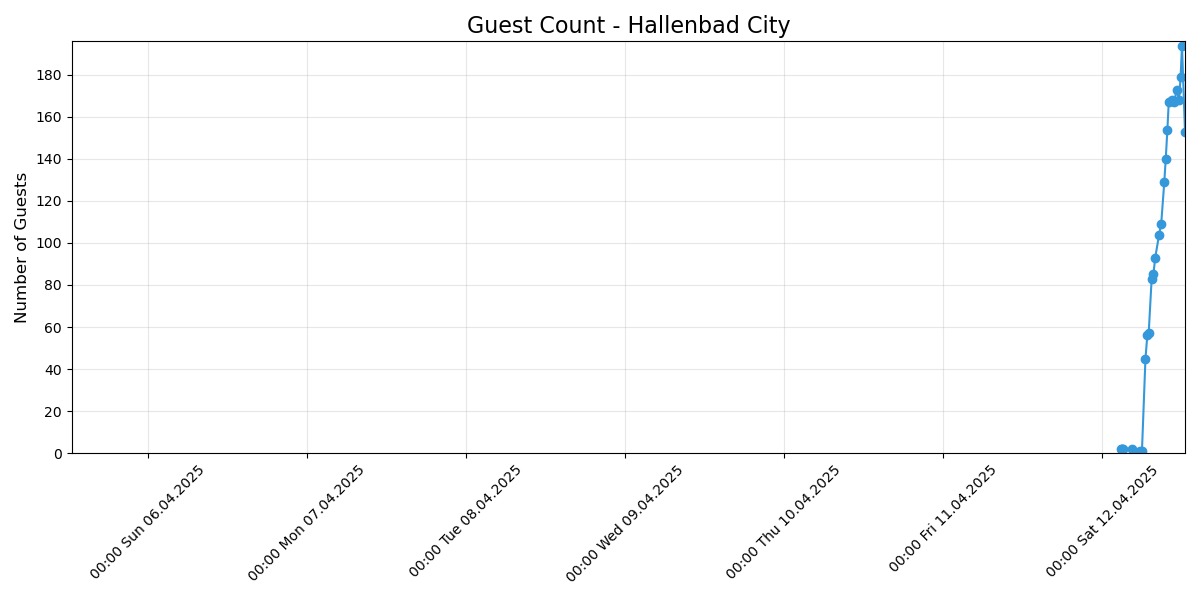 Guest Count - Hallenbad City
Number of Guests
180
160
140
120
100
80
60
40
20
0
00:00 Sun 06.04.2025
00:00 Mon 07.04.2025
00:00 Tue 08.04.2025
00:00 Wed 09.04.2025
00:00 Thu 10.04.2025
00:00 Fri 11.04.2025
00:00 Sat 12.04.2025